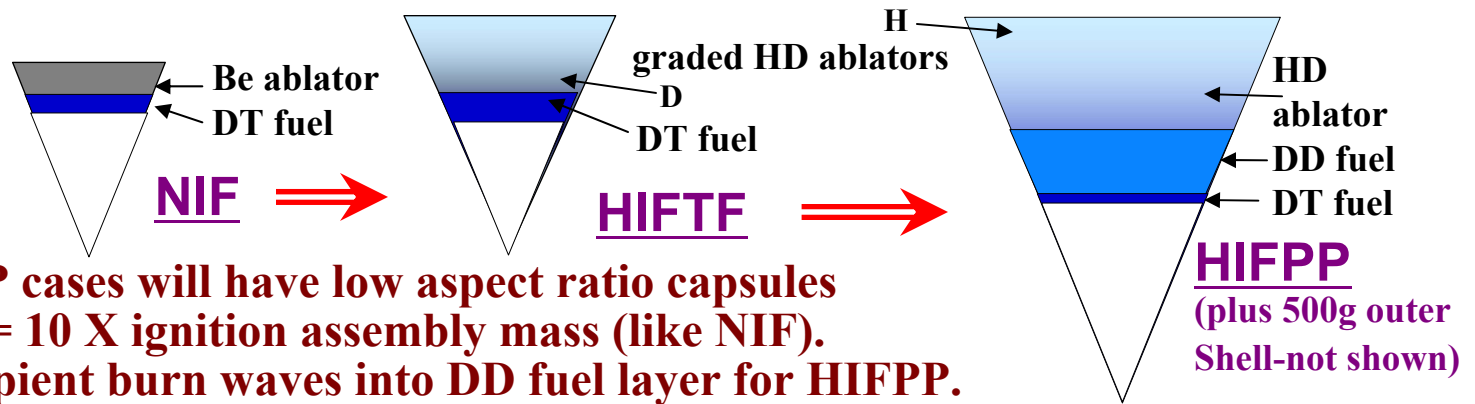 Be ablator
DT fuel
NIF
graded HD ablators
D
DT fuel
HIFTF
H
HD
ablator
DD fuel
DT fuel
HIFPP
(plus 500g outer
Shell-not shown)
cases will have low aspect ratio capsules
= 10 X ignition assembly mass (like NIF).
burn waves into DD fuel layer for HIFPP.